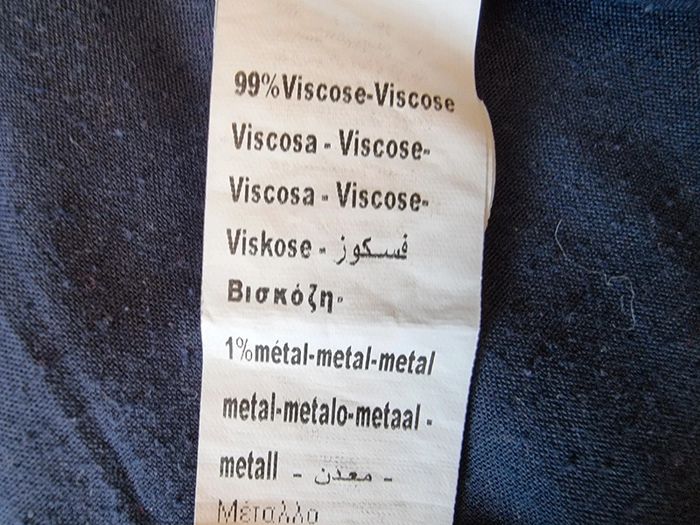 99%Viscose-Viscose
Viscosa - Viscose-
Viscosa - Viscose-
Viskose - فسكوز
Βισκόζη-
1%métal-metal-metal
metal-metalo-metaal -
metall - معدن -
Μέταλλο